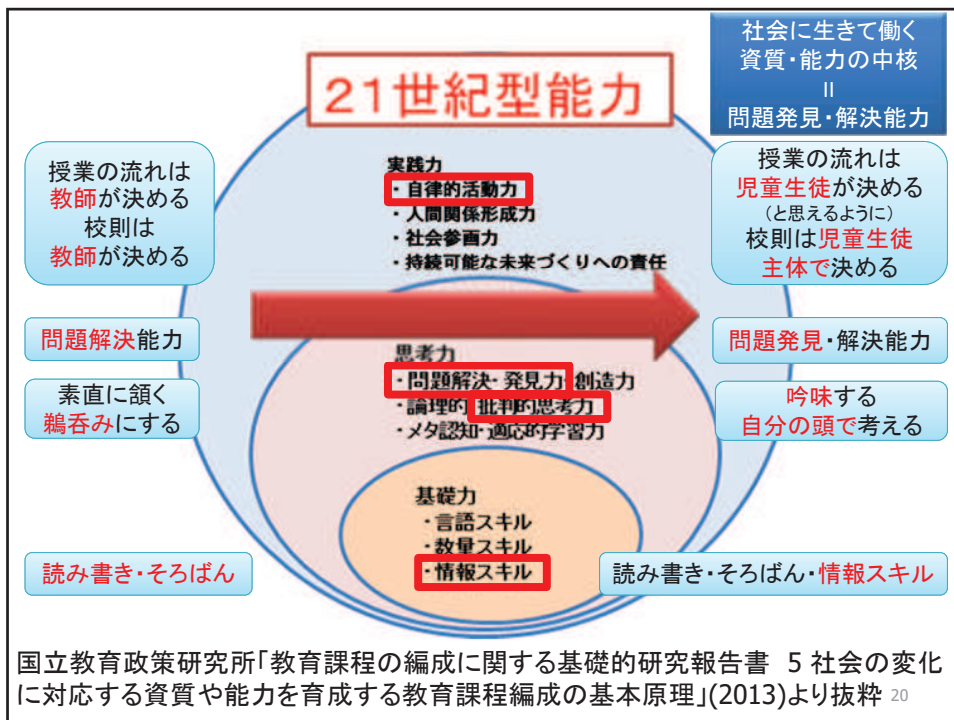 社会に生きて働く
資質・能力の中核
＝
問題発見・解決能力
２１世紀型能力
授業の流れは
教師が決める
校則は
教師が決める
実践力
・自律的活動力
・人間関係形成力
・社会参画力
・持続可能な未来づくりへの責任
授業の流れは
児童生徒が決める
（と思えるように）
校則は児童生徒
主体で決める
問題解決能力
問題発見・解決能力
思考力
・問題解決・発見力・創造力
・論理的・批判的思考力
・メタ認知・適応的学習力
素直に頷く
鵜呑みにする
吟味する
自分の頭で考える
基礎力
・言語スキル
・数量スキル
・情報スキル
読み書き・そろばん
読み書き・そろばん・情報スキル
国立教育政策研究所「教育課程の編成に関する基礎的研究報告書 5 社会の変化
に対応する資質や能力を育成する教育課程編成の基本原理」(2013)より抜粋 20